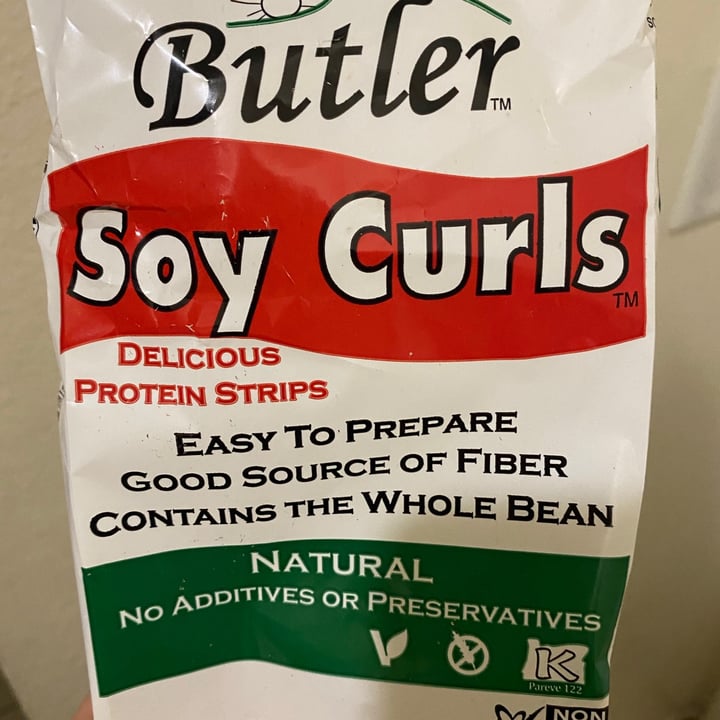 Butler™
Soy Curls™
DELICIOUS
PROTEIN STRIPS
EASY TO PREPARE
GOOD SOURCE OF FIBER
CONTAINS THE WHOLE BEAN
NATURAL
NO ADDITIVES OR PRESERVATIVES
K
Pareve 122
NON